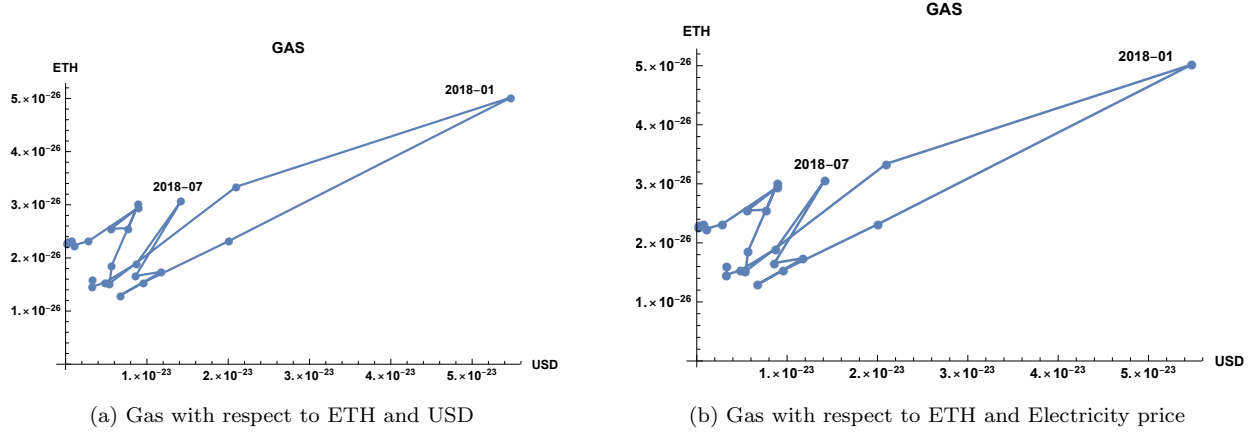 GAS
ETH
5.×10⁻²⁶
4.×10⁻²⁶
3.×10⁻²⁶
2.×10⁻²⁶
1.×10⁻²⁶
2018-01
2018-07
1.×10⁻²³ 2.×10⁻²³ 3.×10⁻²³ 4.×10⁻²³ 5.×10⁻²³
USD
(a) Gas with respect to ETH and USD
GAS
ETH
5.×10⁻²⁶
4.×10⁻²⁶
3.×10⁻²⁶
2.×10⁻²⁶
1.×10⁻²⁶
2018-01
2018-07
1.×10⁻²³ 2.×10⁻²³ 3.×10⁻²³ 4.×10⁻²³ 5.×10⁻²³
USD
(b) Gas with respect to ETH and Electricity price